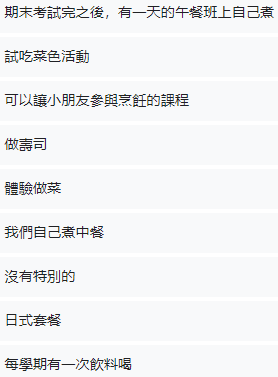 期末考試完之後，有一天的午餐班上自己煮
試吃菜色活動
可以讓小朋友參與烹飪的課程
做壽司
體驗做菜
我們自己煮中餐
沒有特別的
日式套餐
每學期有一次飲料喝